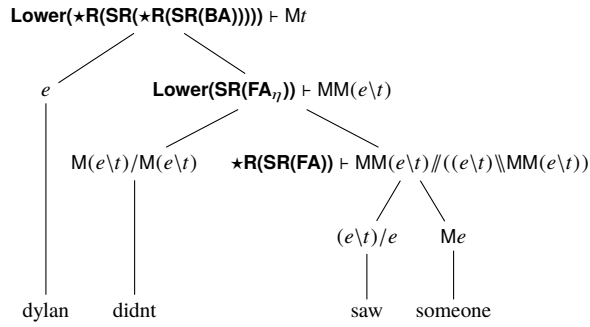 Lower(⋆R(SR(⋆R(SR(BA))))) ⊢ Mt
e Lower(SR(FAη)) ⊢ MM(e\t)
M(e\t)/M(e\t) ⋆R(SR(FA)) ⊢ MM(e\t)⫽((e\t)\\MM(e\t))
(e\t)/e Me
dylan didnt saw someone